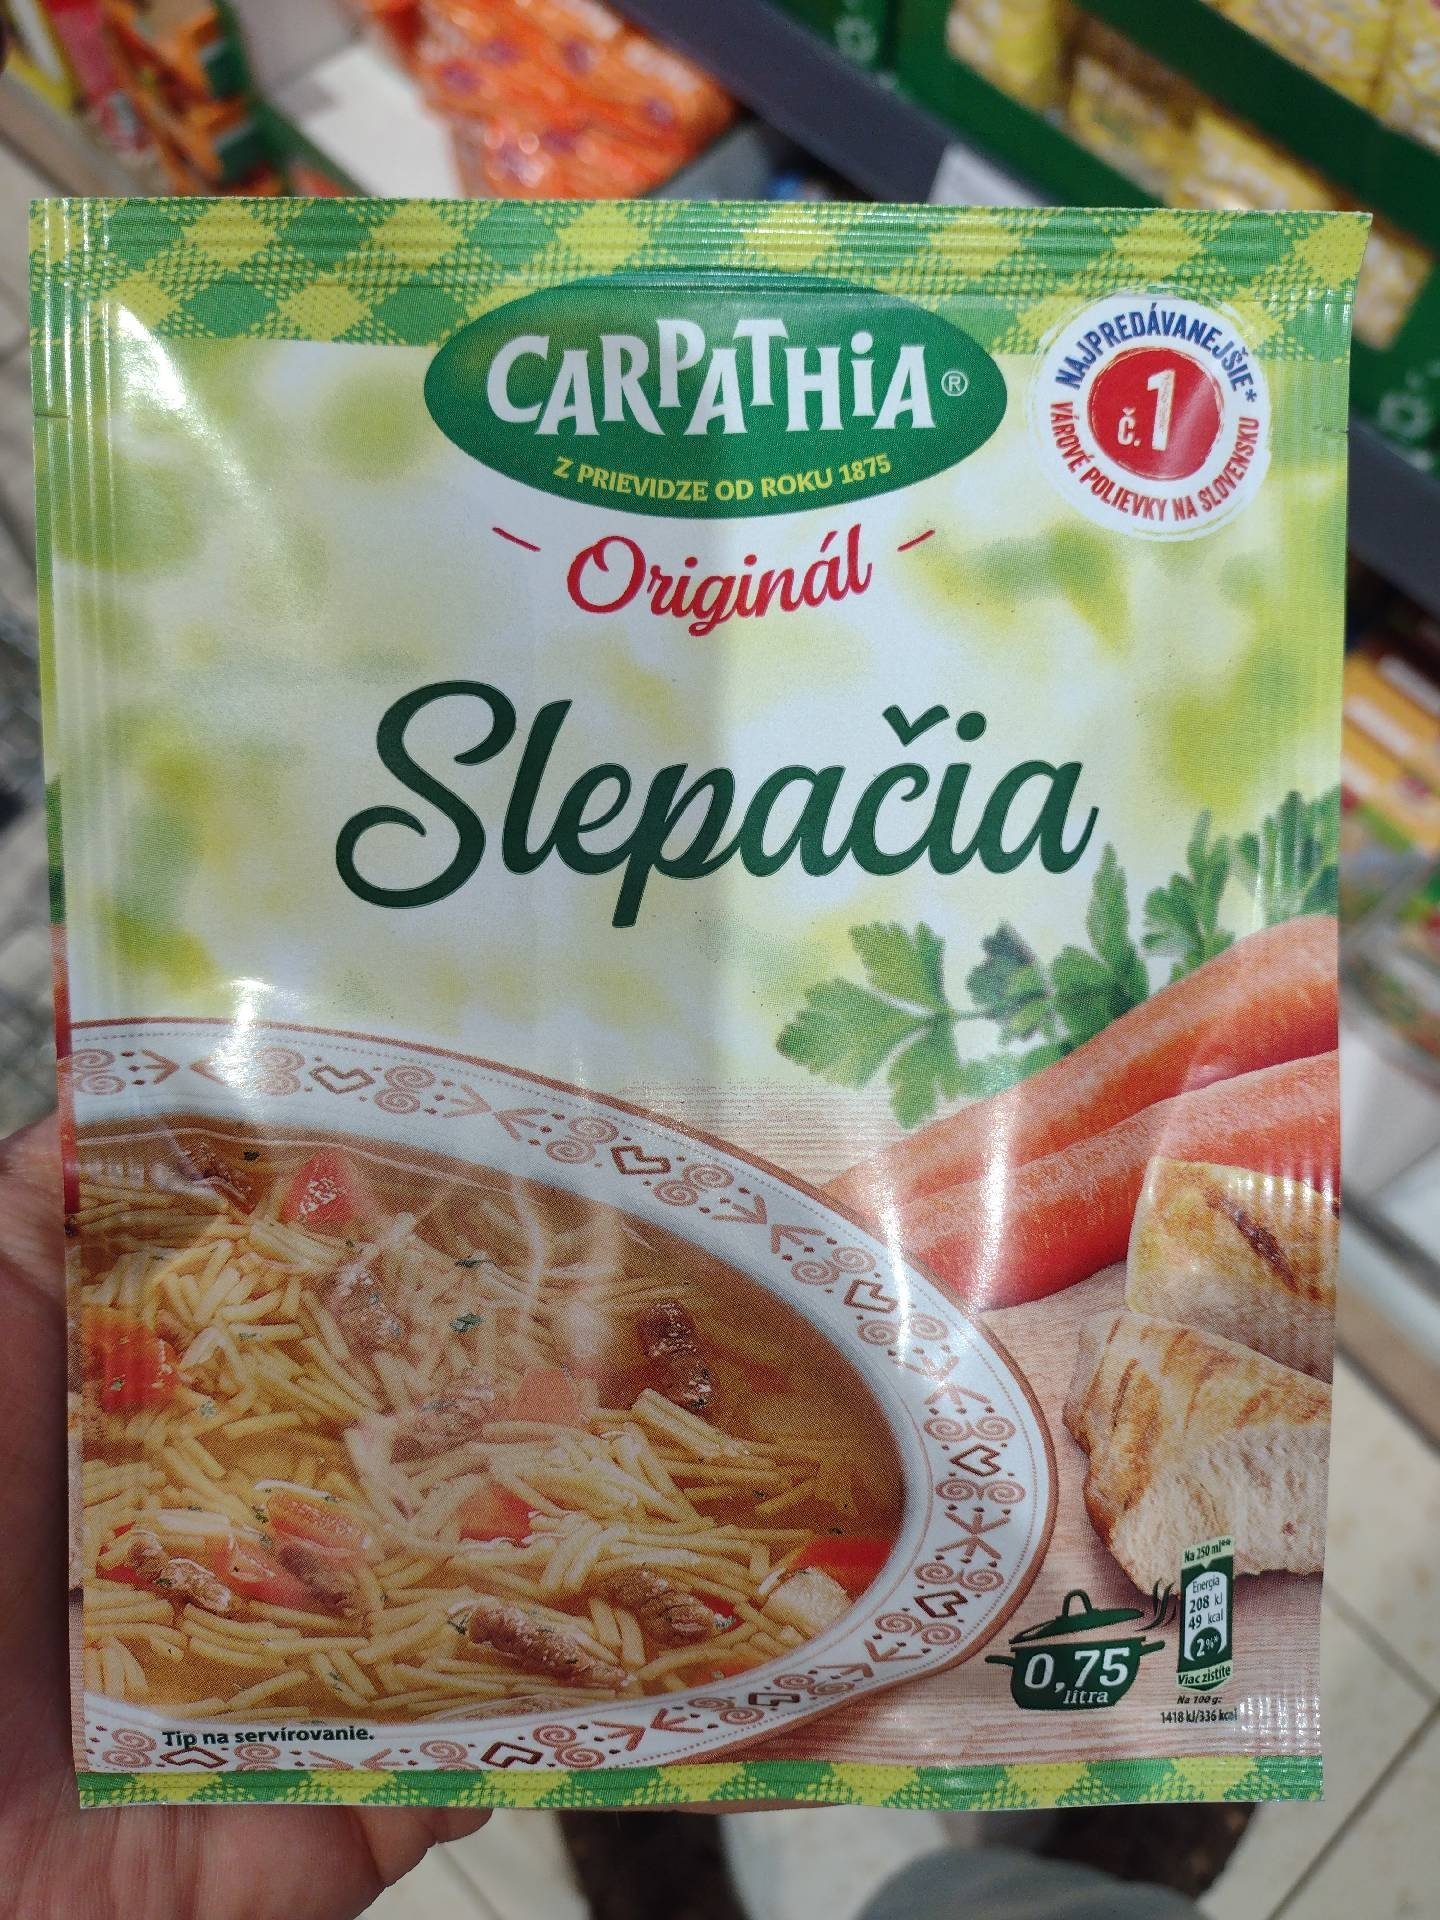 CARPATHIA®
Z PRIEVIDZE OD ROKU 1875
Originál
NAJPREDÁVANEJŠIE*
č.1
VÁROVÉ POLIEVKY NA SLOVENSKU
Slepačia
Na 250 ml**
Energia
208 kJ
49 kcal
2%*
Viac zistíte
Na 100 g:
1418 kJ/336 kcal
0,75
litra
Tip na servírovanie.